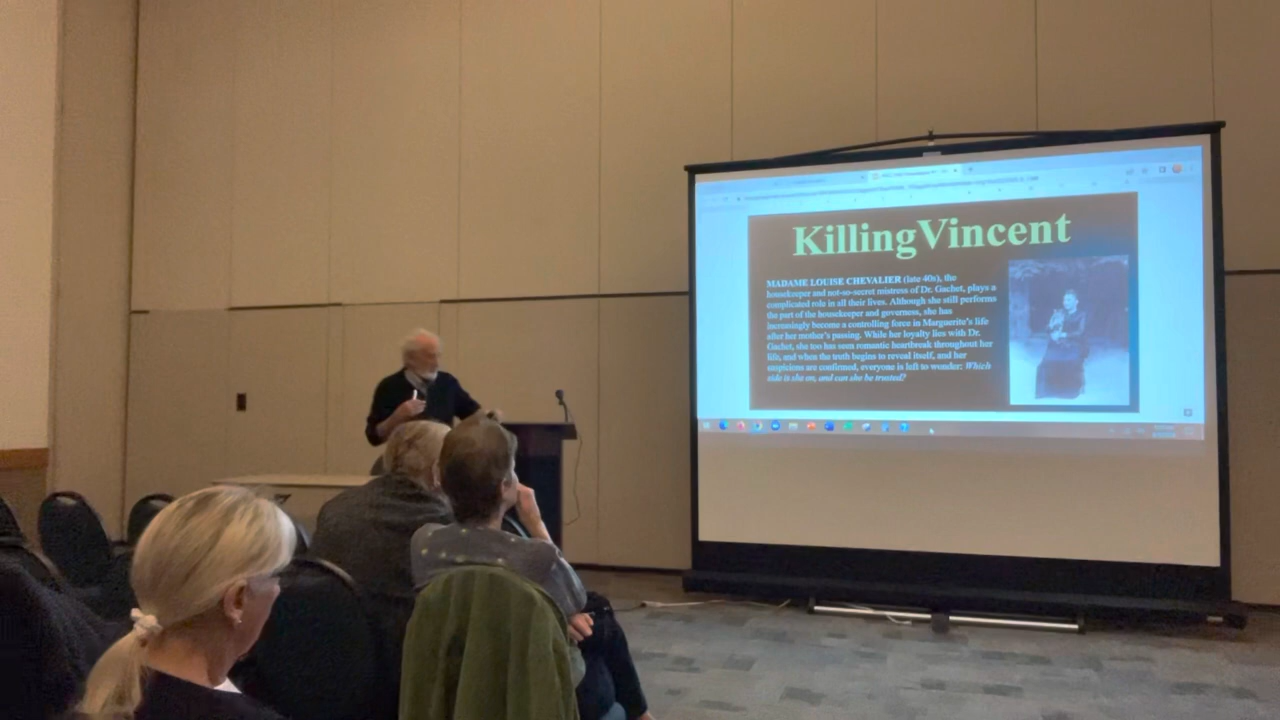 KillingVincent
MADAME LOUISE CHEVALIER (late 40s), the
housekeeper and not-so-secret mistress of Dr. Gachet, plays a
complicated role in all their lives. Although she still performs
the part of the housekeeper and governess, she has
increasingly become a controlling force in Marguerite's life
after her mother's passing. While her loyalty lies with Dr.
Gachet, she too has seen romantic heartbreak throughout her
life, and when the truth begins to reveal itself, and her
suspicions are confirmed, everyone is left to wonder: Which
side is she on, and can she be trusted?